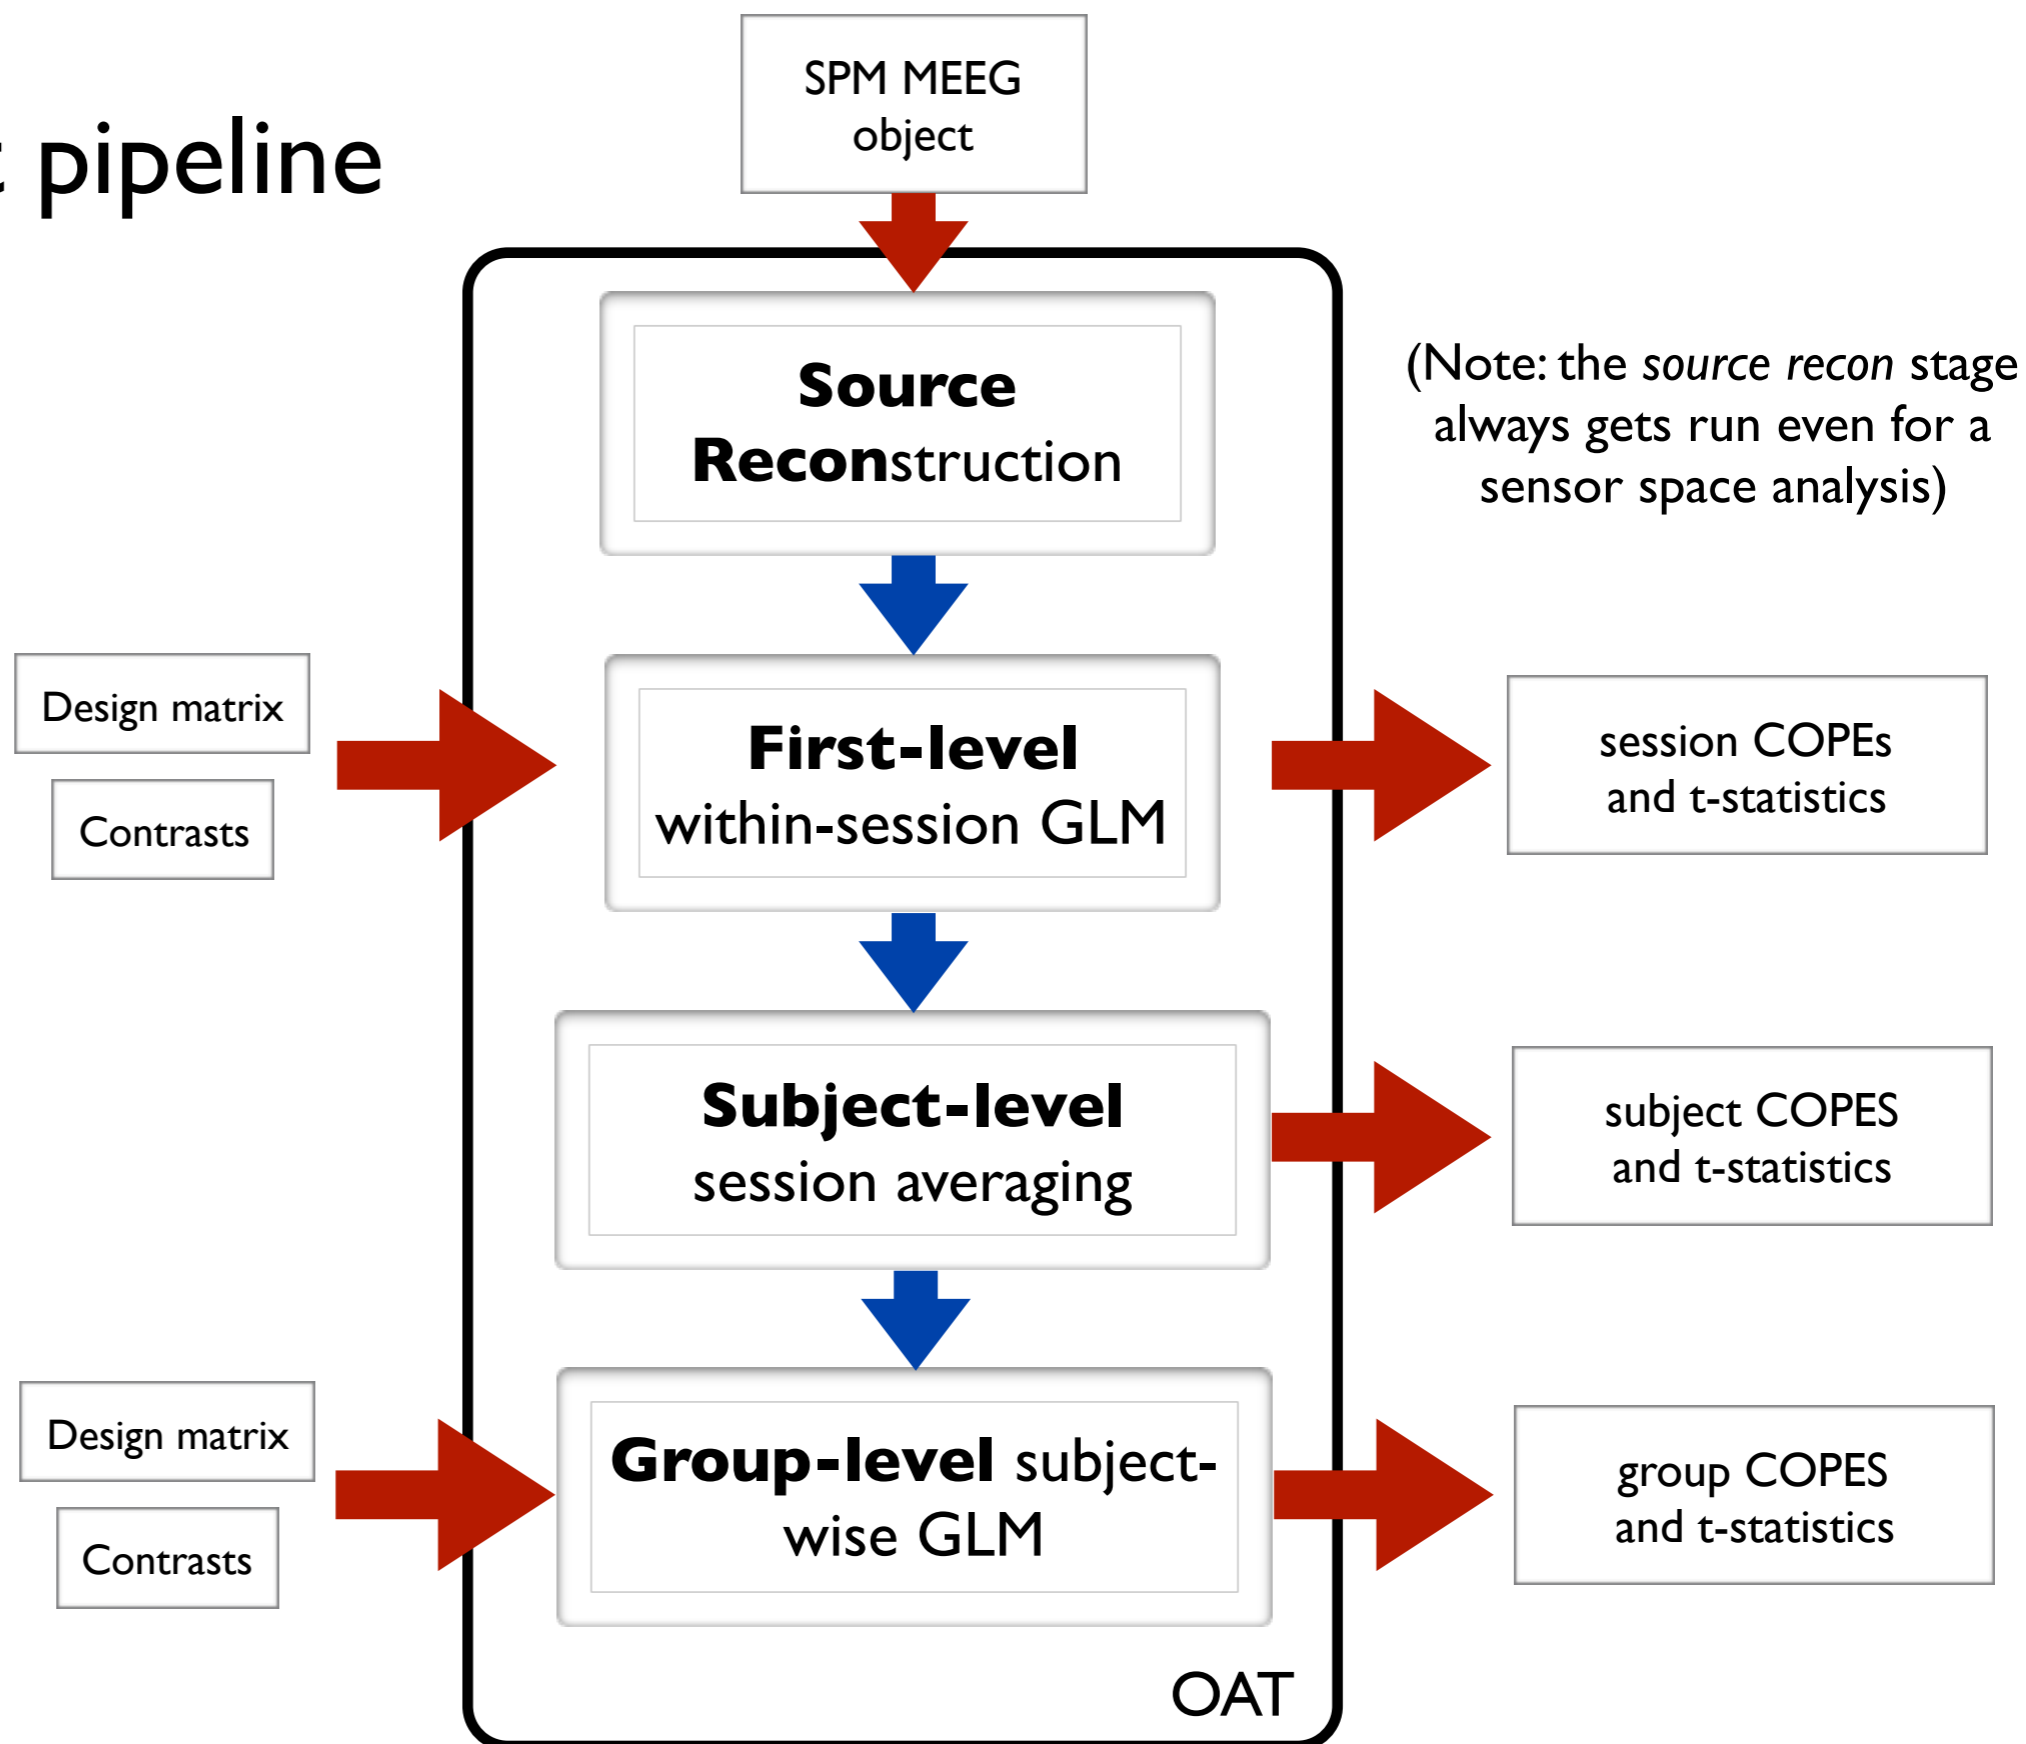 pipeline
SPM MEEG
object
Source
Reconstruction
(Note: the source recon stage
always gets run even for a
sensor space analysis)
Design matrix
Contrasts
First-level
within-session GLM
session COPEs
and t-statistics
Subject-level
session averaging
subject COPES
and t-statistics
Design matrix
Contrasts
Group-level subject-
wise GLM
group COPES
and t-statistics
OAT